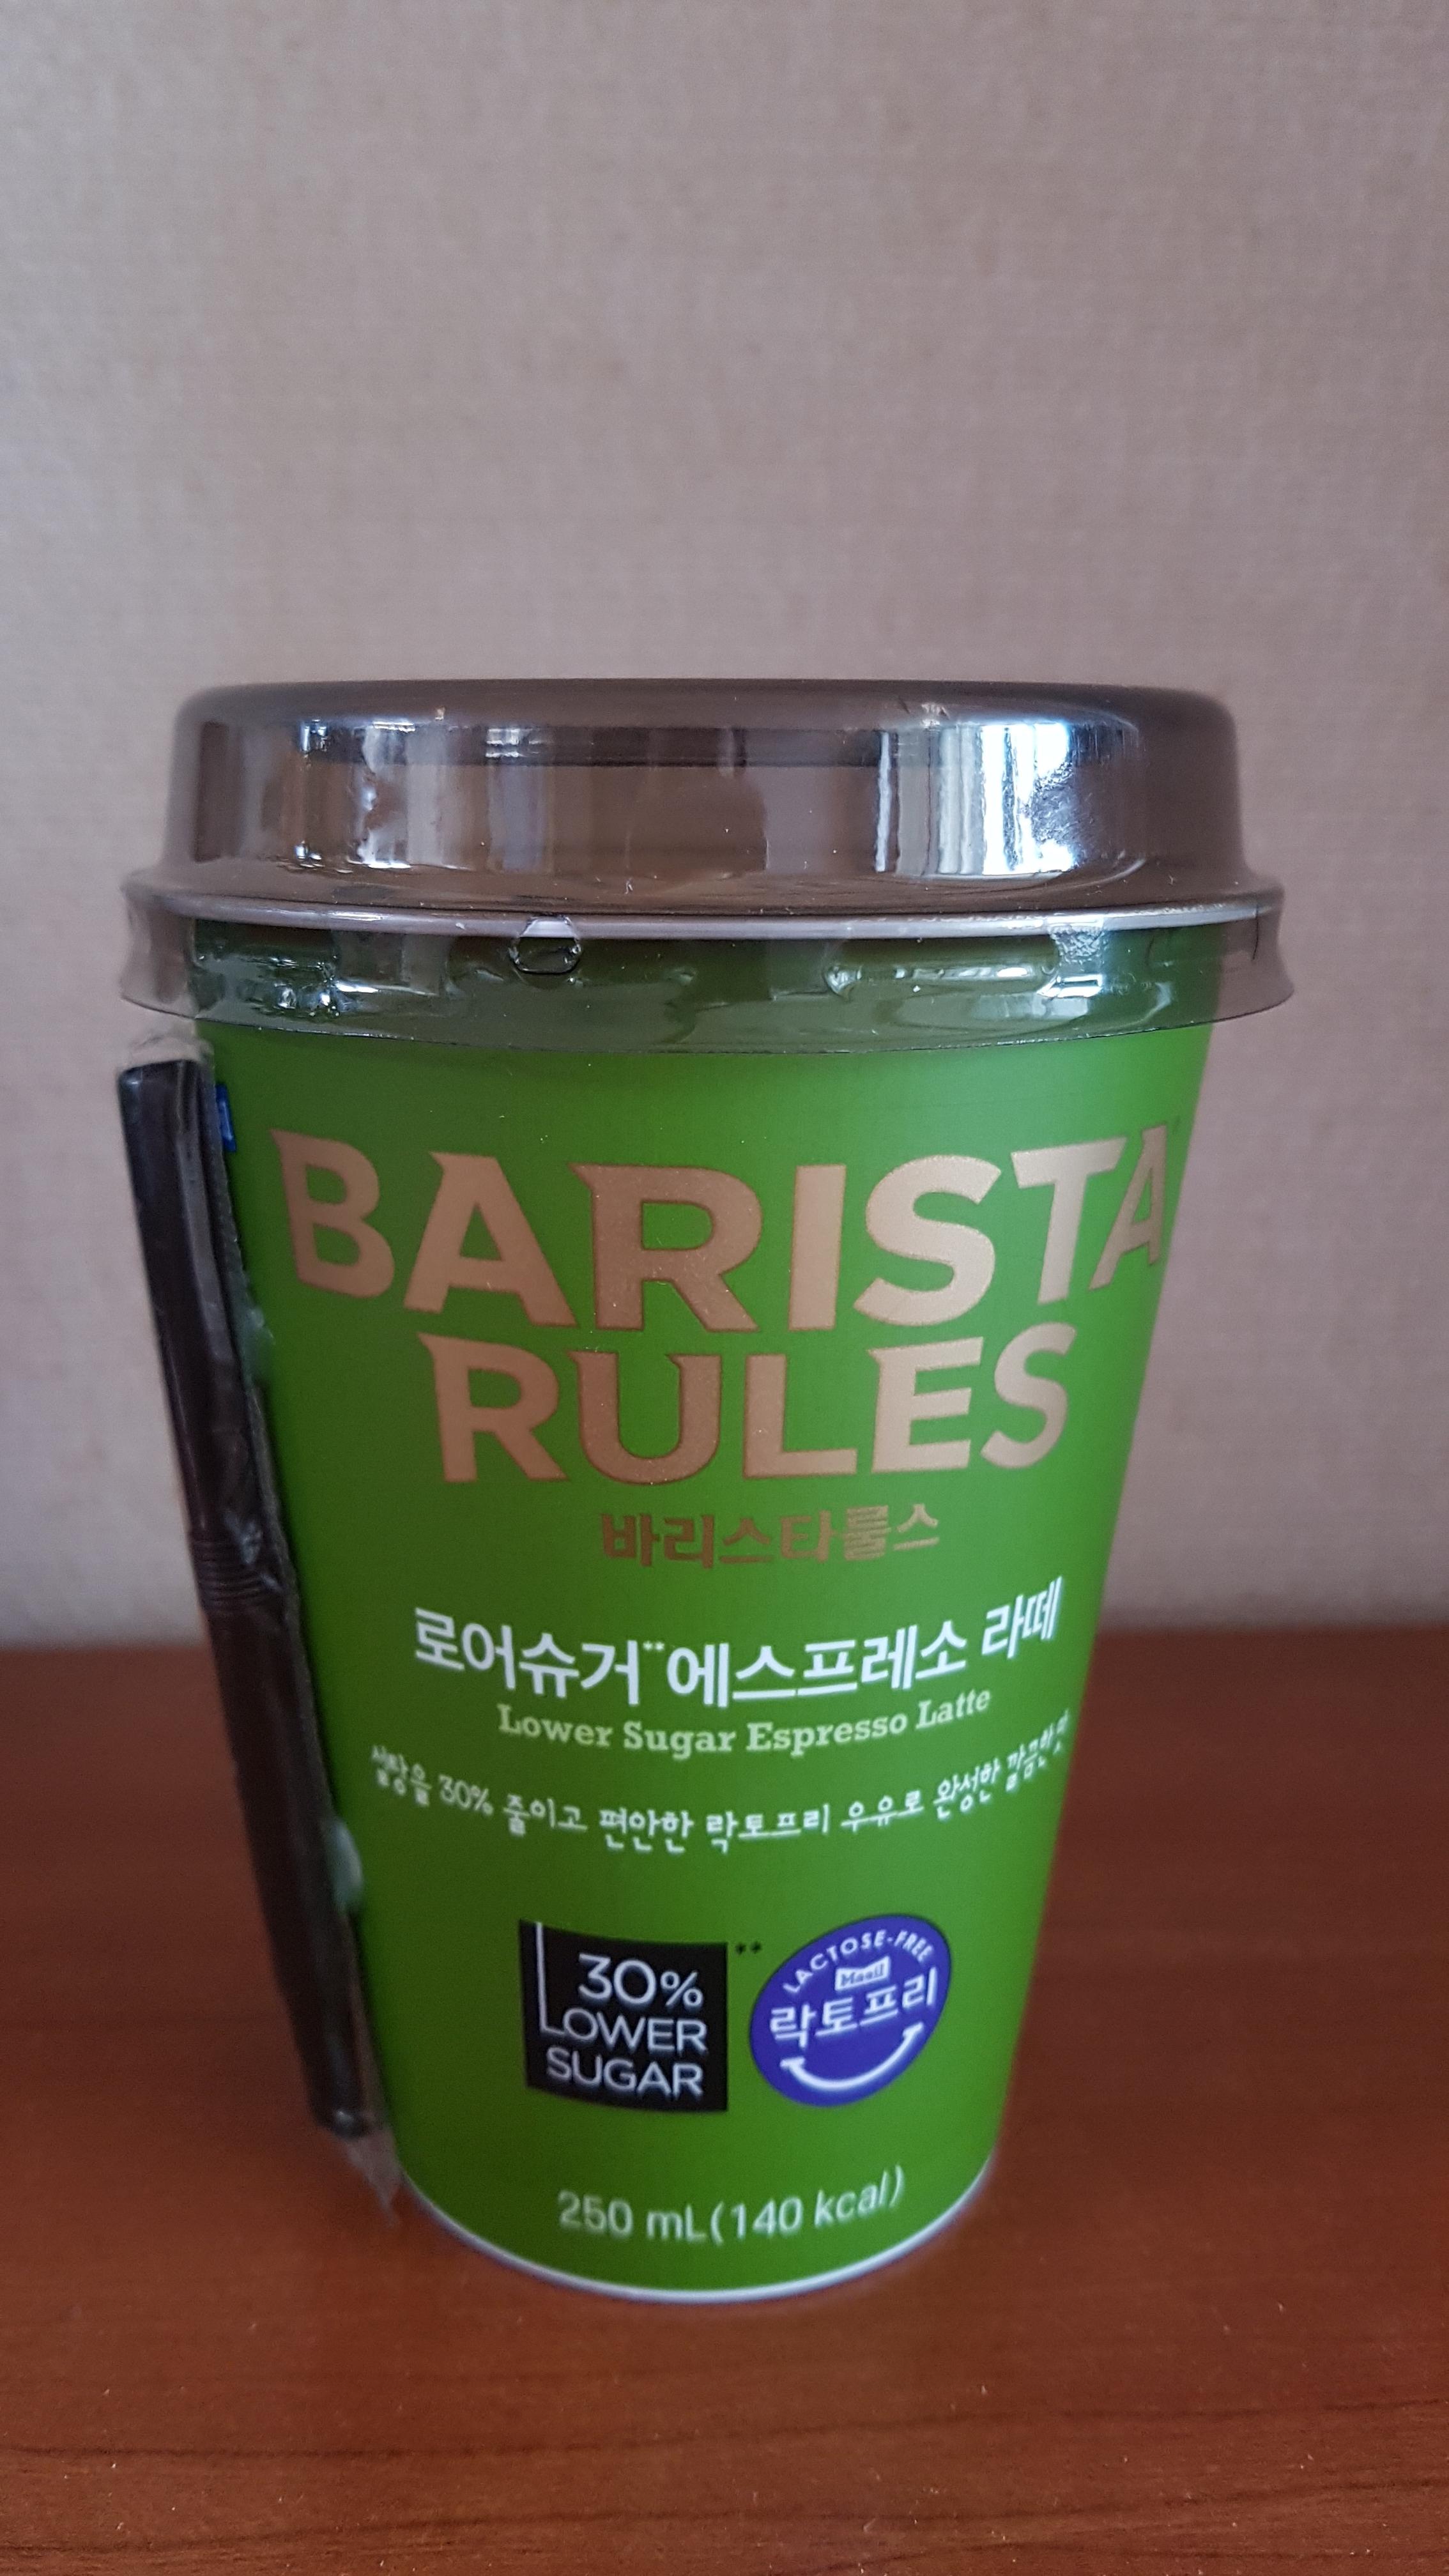 BARISTA
RULES
바리스타룰스
로어슈거**에스프레소 라떼
Lower Sugar Espresso Latte
설탕을 30% 줄이고 편안한 락토프리 우유로 완성한 깔끔한 맛
30%
LOWER
SUGAR
**
LACTOSE-FREE
Maeil
락토프리
250 mL(140 kcal)